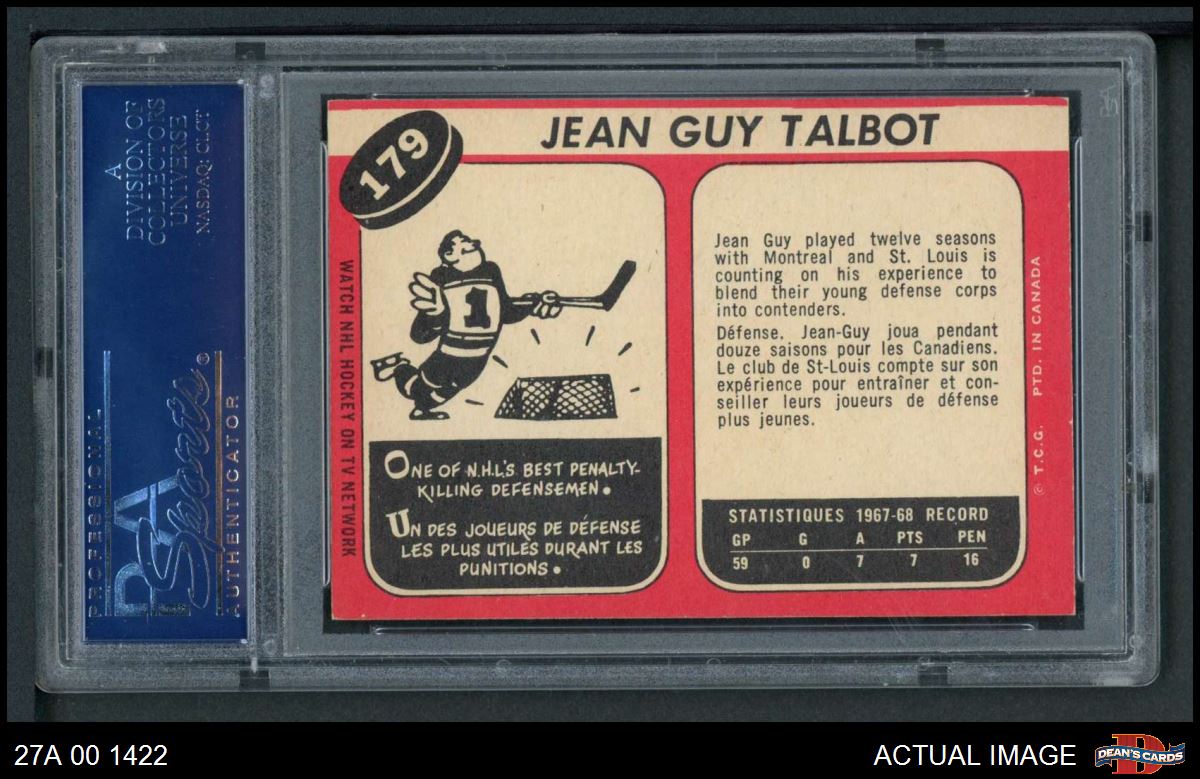 A
DIVISION OF
COLLECTORS
UNIVERSE
NASDAQ: CLCT
PROFESSIONAL
PSA
Sports®
AUTHENTICATOR
179
JEAN GUY TALBOT
WATCH NHL HOCKEY ON TV NETWORK
1
ONE OF N.H.L'S BEST PENALTY-
KILLING DEFENSEMEN.
UN DES JOUEURS DE DÉFENSE
LES PLUS UTILES DURANT LES
PUNITIONS.
Jean Guy played twelve seasons
with Montreal and St. Louis is
counting on his experience to
blend their young defense corps
into contenders.
Défense. Jean-Guy joua pendant
douze saisons pour les Canadiens.
Le club de St-Louis compte sur son
expérience pour entraîner et con-
seiller leurs joueurs de défense
plus jeunes.
STATISTIQUES 1967-68 RECORD
GP G A PTS PEN
59 0 7 7 16
© T.C.G. PTD. IN CANADA
27A 00 1422
ACTUAL IMAGE
D
DEAN'S CARDS